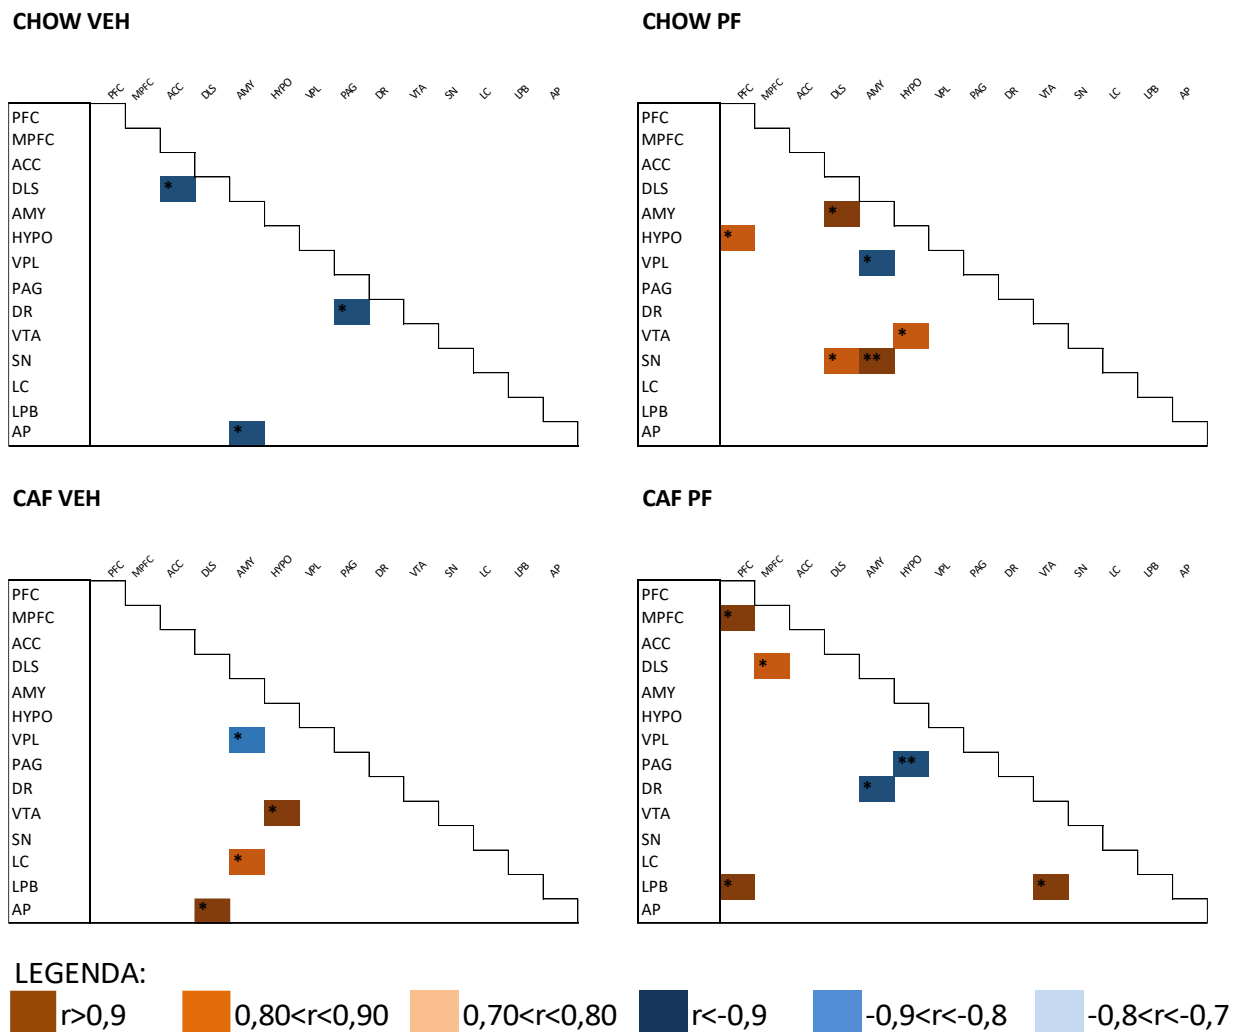 CHOW VEH
PFC MPFC ACC DLS AMY HYPO VPL PAG DR VTA SN LC LPB AP
PFC
MPFC
ACC
DLS *
AMY
HYPO
VPL
PAG
DR *
VTA
SN
LC
LPB
AP *
CHOW PF
PFC MPFC ACC DLS AMY HYPO VPL PAG DR VTA SN LC LPB AP
PFC
MPFC
ACC
DLS
AMY *
HYPO *
VPL *
PAG
DR
VTA *
SN * **
LC
LPB
AP
CAF VEH
PFC MPFC ACC DLS AMY HYPO VPL PAG DR VTA SN LC LPB AP
PFC
MPFC
ACC
DLS
AMY
HYPO
VPL *
PAG
DR
VTA *
SN
LC *
LPB
AP *
CAF PF
PFC MPFC ACC DLS AMY HYPO VPL PAG DR VTA SN LC LPB AP
PFC
MPFC *
ACC
DLS *
AMY
HYPO
VPL
PAG **
DR *
VTA
SN
LC
LPB * *
AP
LEGENDA:
r>0,9 0,80<r<0,90 0,70<r<0,80 r<-0,9 -0,9<r<-0,8 -0,8<r<-0,7